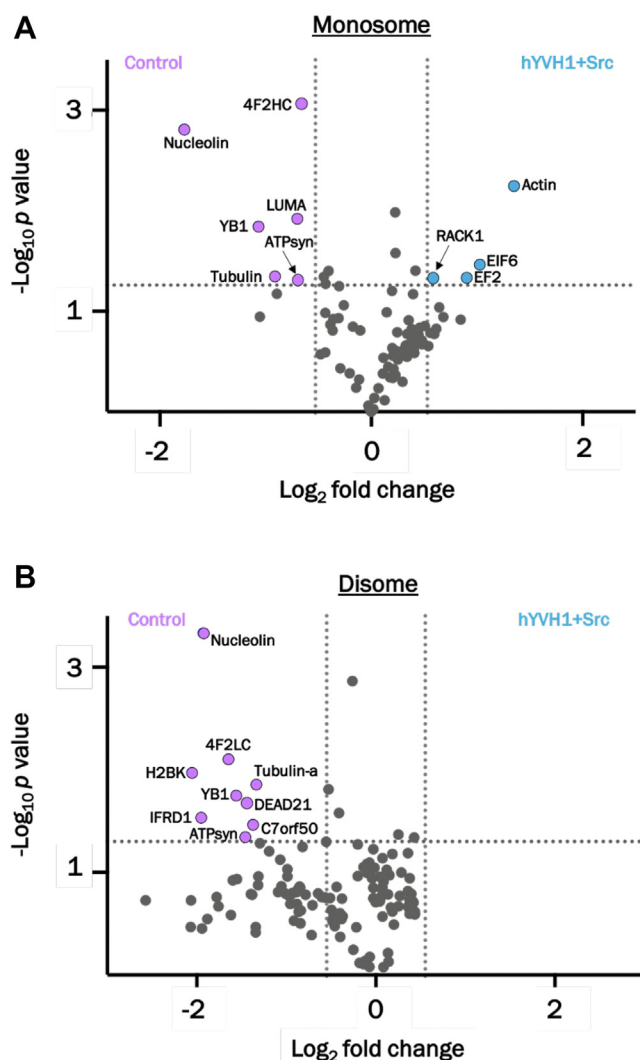 A
Monosome
Control
hYVH1+Src
3
4F2HC
Nucleolin
Actin
LUMA
YB1
ATPsyn
RACK1
EIF6
Tubulin
EF2
1
-Log10 p value
-2
0
2
Log2 fold change
B
Disome
Control
hYVH1+Src
Nucleolin
3
4F2LC
H2BK
Tubulin-a
YB1
DEAD21
IFRD1
C7orf50
ATPsyn
1
-Log10 p value
-2
0
2
Log2 fold change